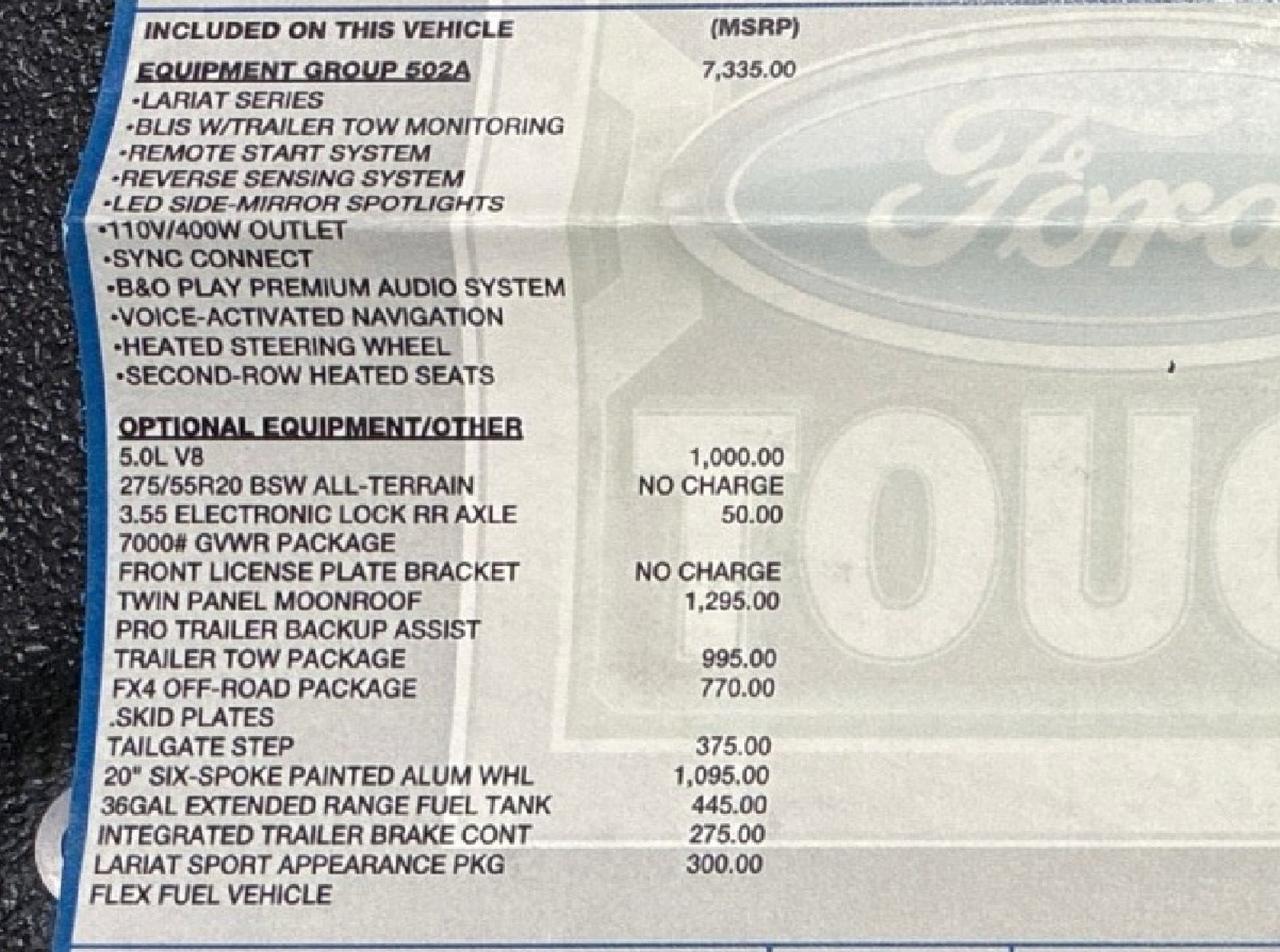 INCLUDED ON THIS VEHICLE (MSRP)
EQUIPMENT GROUP 502A 7,335.00
•LARIAT SERIES
•BLIS W/TRAILER TOW MONITORING
•REMOTE START SYSTEM
•REVERSE SENSING SYSTEM
•LED SIDE-MIRROR SPOTLIGHTS
•110V/400W OUTLET
•SYNC CONNECT
•B&O PLAY PREMIUM AUDIO SYSTEM
•VOICE-ACTIVATED NAVIGATION
•HEATED STEERING WHEEL
•SECOND-ROW HEATED SEATS
OPTIONAL EQUIPMENT/OTHER
5.0L V8 1,000.00
275/55R20 BSW ALL-TERRAIN NO CHARGE
3.55 ELECTRONIC LOCK RR AXLE 50.00
7000# GVWR PACKAGE
FRONT LICENSE PLATE BRACKET NO CHARGE
TWIN PANEL MOONROOF 1,295.00
PRO TRAILER BACKUP ASSIST
TRAILER TOW PACKAGE 995.00
FX4 OFF-ROAD PACKAGE 770.00
.SKID PLATES
TAILGATE STEP 375.00
20" SIX-SPOKE PAINTED ALUM WHL 1,095.00
36GAL EXTENDED RANGE FUEL TANK 445.00
INTEGRATED TRAILER BRAKE CONT 275.00
LARIAT SPORT APPEARANCE PKG 300.00
FLEX FUEL VEHICLE
Ford